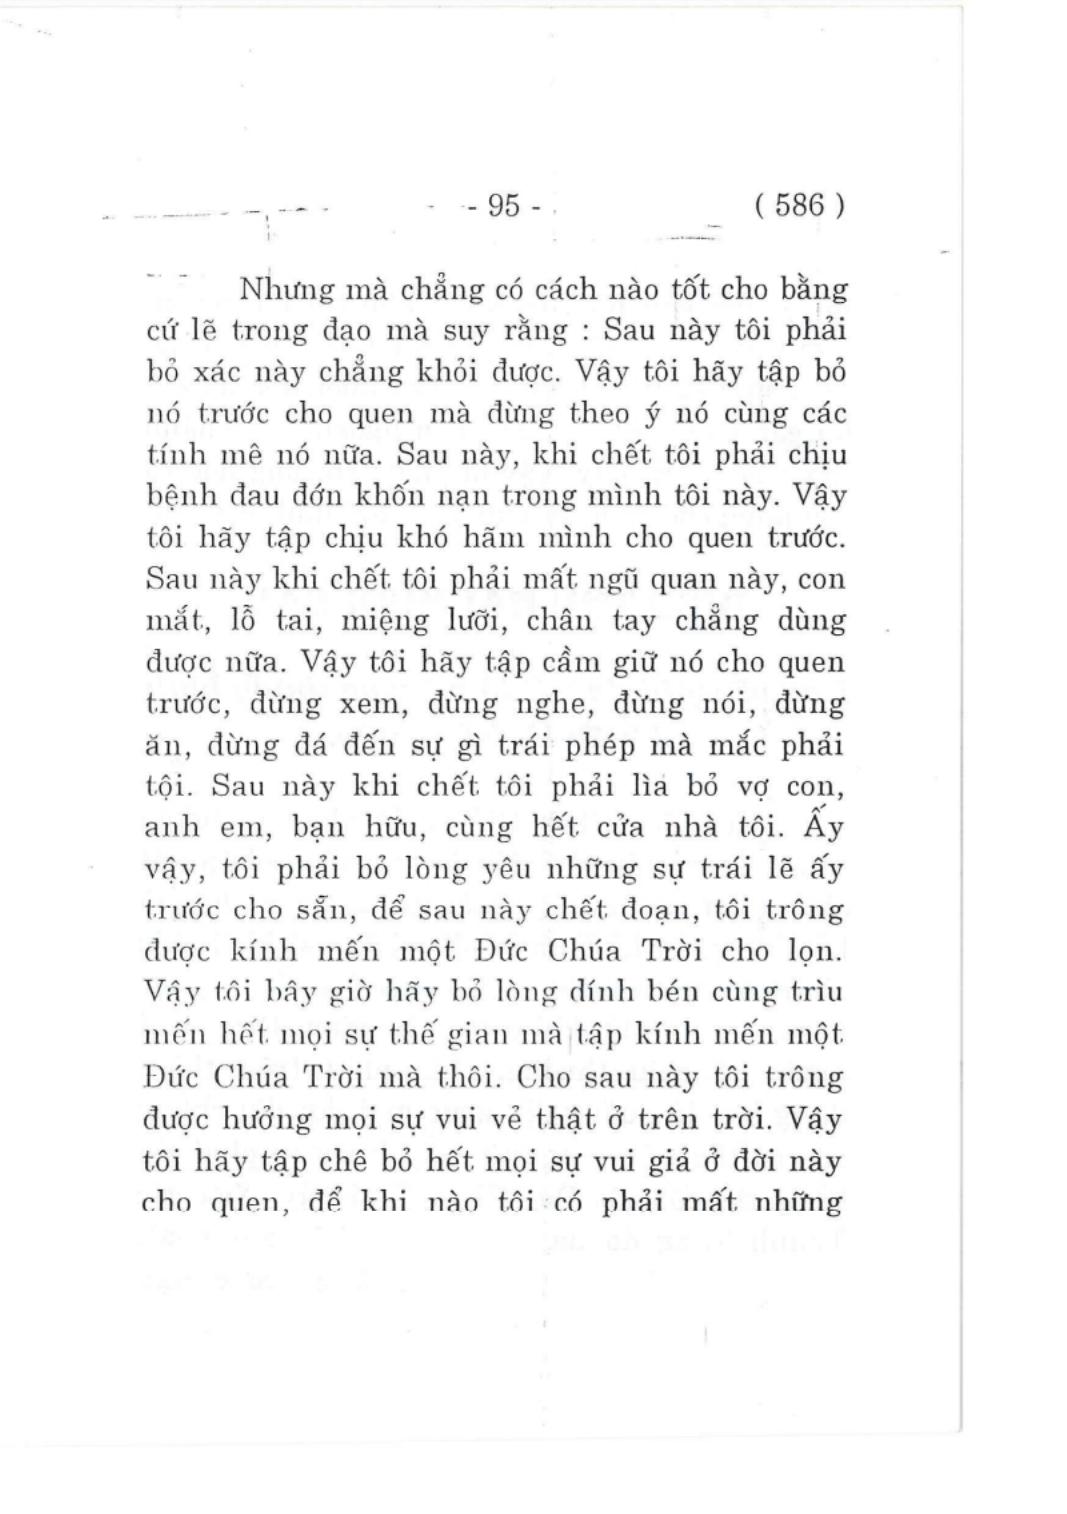 - 95 - ( 586 )
Nhưng mà chẳng có cách nào tốt cho bằng
cứ lẽ trong đạo mà suy rằng : Sau này tôi phải
bỏ xác này chẳng khỏi được. Vậy tôi hãy tập bỏ
nó trước cho quen mà đừng theo ý nó cùng các
tính mê nó nữa. Sau này, khi chết tôi phải chịu
bệnh đau đớn khốn nạn trong mình tôi này. Vậy
tôi hãy tập chịu khó hãm mình cho quen trước.
Sau này khi chết tôi phải mất ngũ quan này, con
mắt, lỗ tai, miệng lưỡi, chân tay chẳng dùng
được nữa. Vậy tôi hãy tập cầm giữ nó cho quen
trước, đừng xem, đừng nghe, đừng nói, đừng
ăn, đừng đá đến sự gì trái phép mà mắc phải
tội. Sau này khi chết tôi phải lìa bỏ vợ con,
anh em, bạn hữu, cùng hết cửa nhà tôi. Ấy
vậy, tôi phải bỏ lòng yêu những sự trái lẽ ấy
trước cho sẵn, để sau này chết đoạn, tôi trông
được kính mến một Đức Chúa Trời cho lọn.
Vậy tôi bây giờ hãy bỏ lòng dính bén cùng trìu
mến hết mọi sự thế gian mà tập kính mến một
Đức Chúa Trời mà thôi. Cho sau này tôi trông
được hưởng mọi sự vui vẻ thật ở trên trời. Vậy
tôi hãy tập chê bỏ hết mọi sự vui giả ở đời này
cho quen, để khi nào tôi có phải mất những